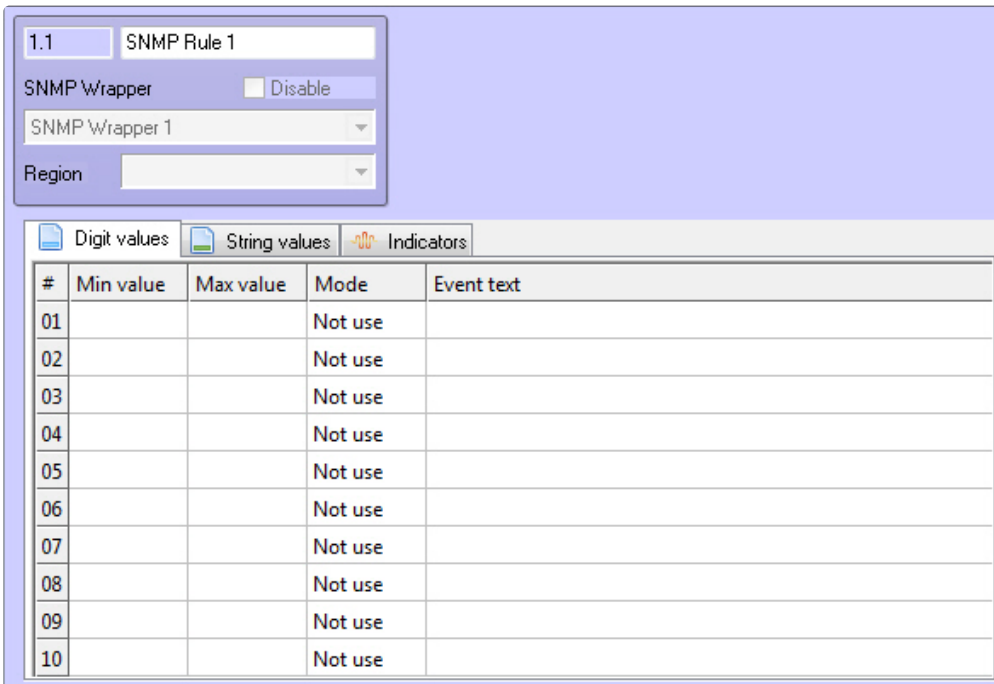 1.1 SNMP Rule 1
SNMP Wrapper Disable
SNMP Wrapper 1
Region
Digit values String values Indicators
# Min value Max value Mode Event text
01 Not use
02 Not use
03 Not use
04 Not use
05 Not use
06 Not use
07 Not use
08 Not use
09 Not use
10 Not use